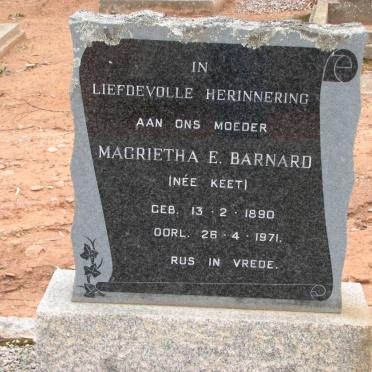 IN
LIEFDEVOLLE HERINNERING
AAN ONS MOEDER
MAGRIETHA E. BARNARD
(NÉE KEET)
GEB. 13 · 2 · 1890
OORL. 26 · 4 · 1971.
RUS IN VREDE.